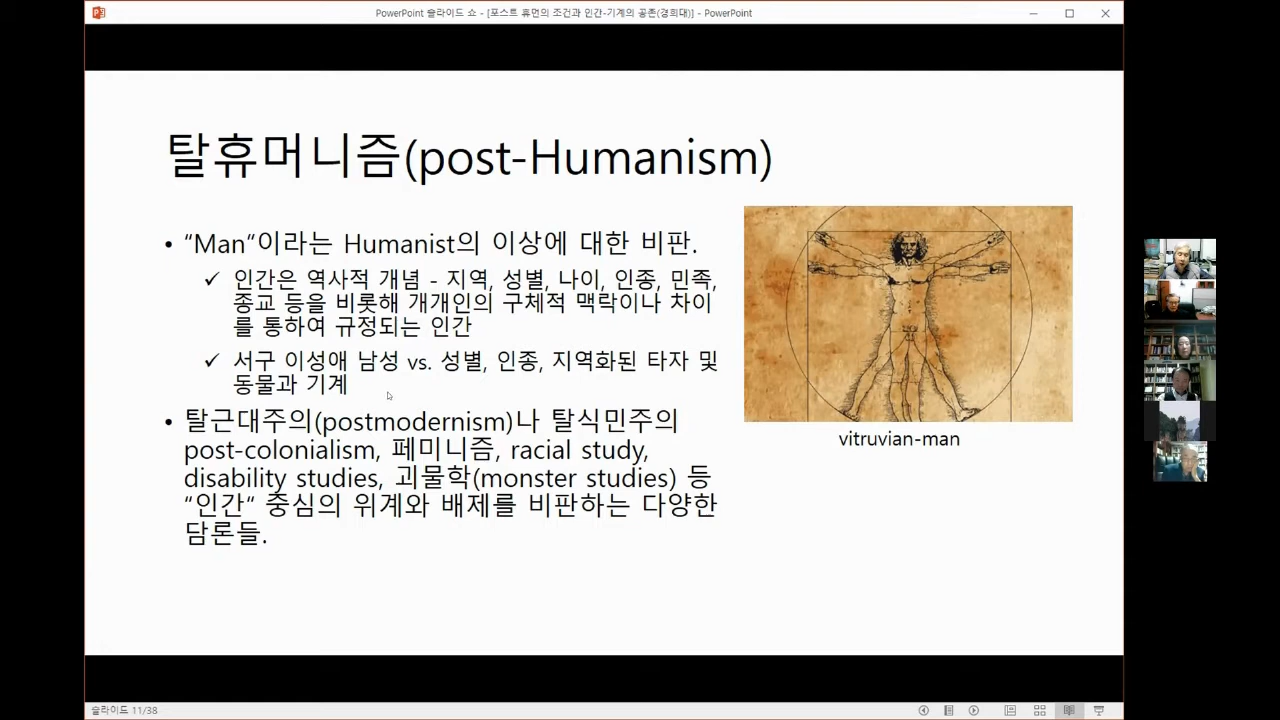 PowerPoint 슬라이드 쇼 - [포스트 휴먼의 조건과 인간-기계의 공존(경희대)] - PowerPoint
탈휴머니즘(post-Humanism)
• “Man”이라는 Humanist의 이상에 대한 비판.
✓ 인간은 역사적 개념 - 지역, 성별, 나이, 인종, 민족,
종교 등을 비롯해 개개인의 구체적 맥락이나 차이
를 통하여 규정되는 인간
✓ 서구 이성애 남성 vs. 성별, 인종, 지역화된 타자 및
동물과 기계
• 탈근대주의(postmodernism)나 탈식민주의
post-colonialism, 페미니즘, racial study,
disability studies, 괴물학(monster studies) 등
“인간“ 중심의 위계와 배제를 비판하는 다양한
담론들.
vitruvian-man
슬라이드 11/38